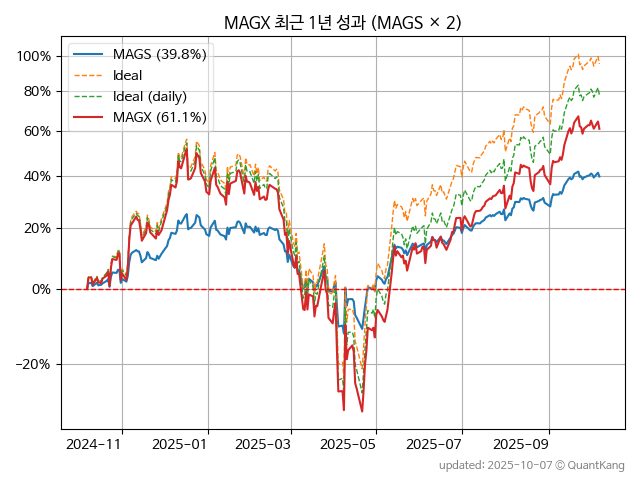 MAGX 최근 1년 성과 (MAGS × 2)
MAGS (39.8%)
Ideal
Ideal (daily)
MAGX (61.1%)
100%
80%
60%
40%
20%
0%
−20%
2024−11
2025−01
2025−03
2025−05
2025−07
2025−09
updated: 2025-10-07 © QuantKang